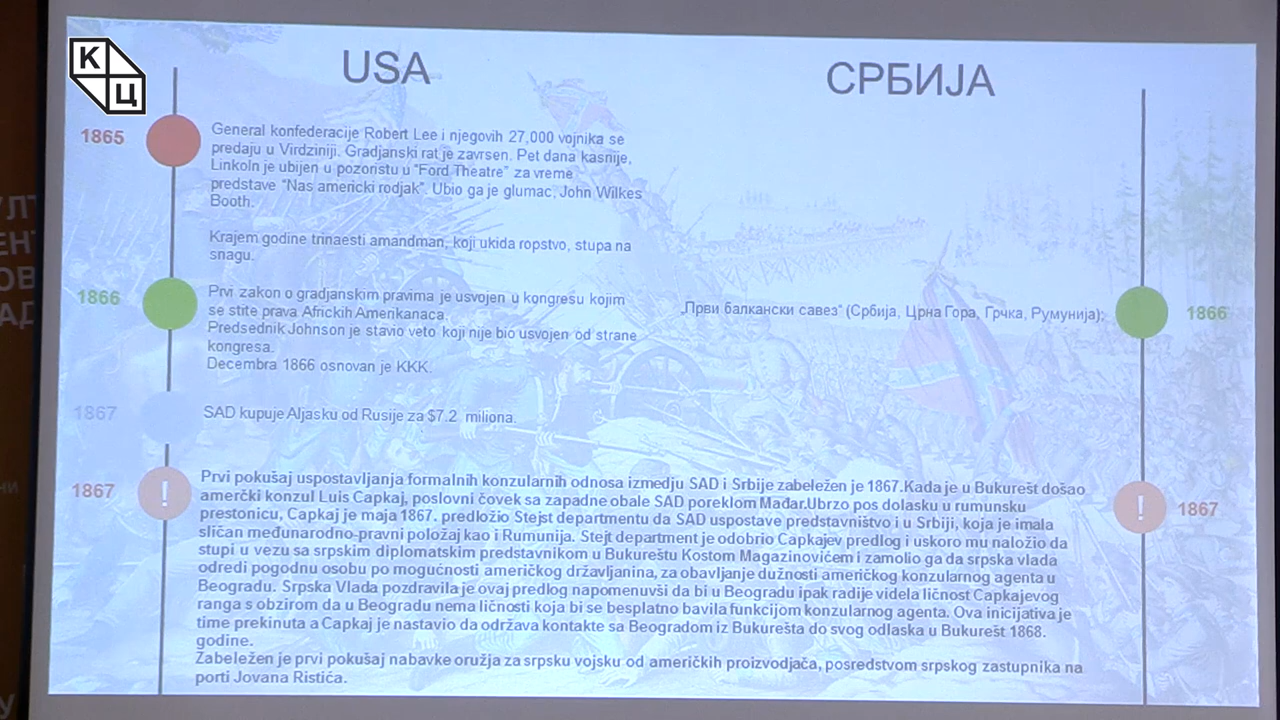 К
Ц
USA
СРБИЈА
1865
General konfederacije Robert Lee i njegovih 27,000 vojnika se
predaju u Virdziniji. Gradjanski rat je zavrsen. Pet dana kasnije,
Linkoln je ubijen u pozoristu u "Ford Theatre" za vreme
predstave "Nas americki rodjak". Ubio ga je glumac, John Wilkes
Booth.
Krajem godine trinaesti amandman, koji ukida ropstvo, stupa na
snagu.
1866
Prvi zakon o gradjanskim pravima je usvojen u kongresu kojim
se stite prava Africkih Amerikanaca.
Predsednik Johnson je stavio veto koji nije bio usvojen od strane
kongresa.
Decembra 1866 osnovan je KKK.
„Први балкански савез“ (Србија, Црна Гора, Грчка, Румунија);
1866
1867
SAD kupuje Aljasku od Rusije za $7.2 miliona.
1867
Prvi pokušaj uspostavljanja formalnih konzularnih odnosa izmedju SAD i Srbije zabeležen je 1867.Kada je u Bukurešt došao
amerčki konzul Luis Capkaj, poslovni čovek sa zapadne obale SAD poreklom Mađar.Ubrzo pos dolasku u rumunsku
prestonicu, Capkaj je maja 1867. predložio Stejst departmentu da SAD uspostave predstavništvo i u Srbiji, koja je imala
sličan međunarodno-pravni položaj kao i Rumunija. Stejt department je odobrio Capkajev predlog i uskoro mu naložio da
stupi u vezu sa srpskim diplomatskim predstavnikom u Bukureštu Kostom Magazinovićem i zamolio ga da srpska vlada
odredi pogodnu osobu po mogućnosti američkog državljanina, za obavljanje dužnosti američkog konzularnog agenta u
Beogradu. Srpska Vlada pozdravila je ovaj predlog napomenuvši da bi u Beogradu ipak radije videla ličnost Capkajevog
ranga s obzirom da u Beogradu nema ličnosti koja bi se besplatno bavila funkcijom konzularnog agenta. Ova inicijativa je
time prekinuta a Capkaj je nastavio da održava kontakte sa Beogradom iz Bukurešta do svog odlaska u Bukurešt 1868.
godine.
Zabeležen je prvi pokušaj nabavke oružja za srpsku vojsku od američkih proizvodjača, posredstvom srpskog zastupnika na
porti Jovana Ristića.
!
!
1867